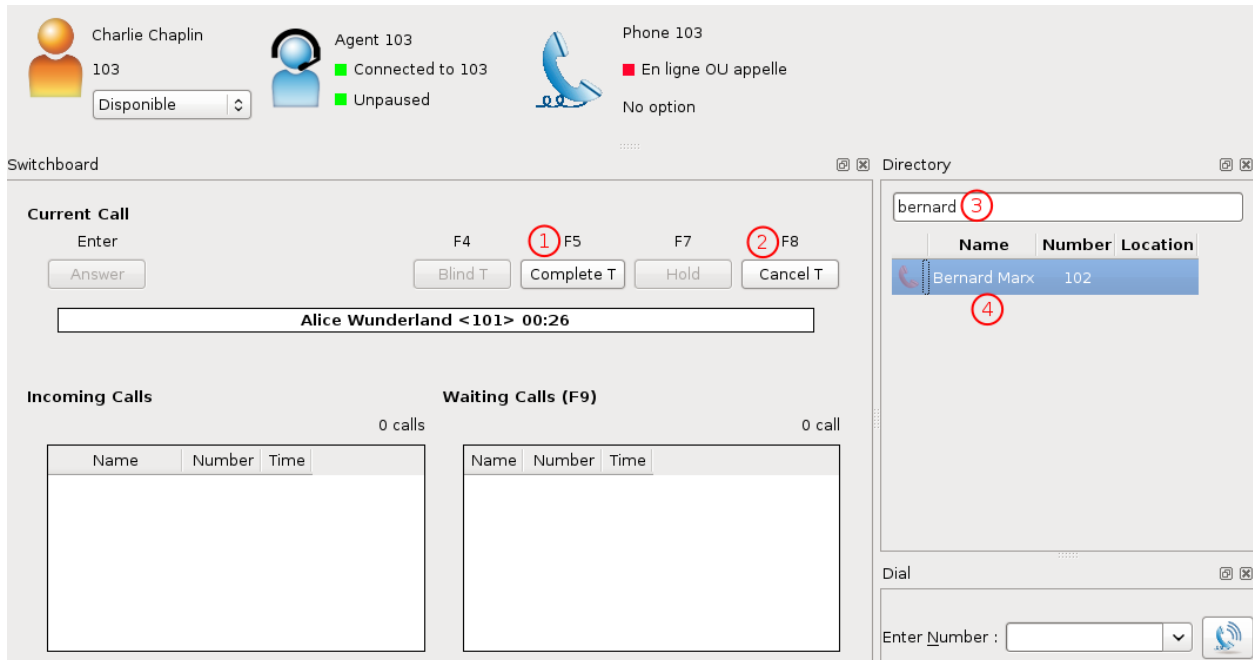 Charlie Chaplin
103
Disponible
Agent 103
Connected to 103
Unpaused
Phone 103
En ligne OU appelle
No option
Switchboard
Current Call
Enter F4 1 F5 F7 2 F8
Answer Blind T Complete T Hold Cancel T
Alice Wunderland <101> 00:26
Incoming Calls
0 calls
Name Number Time
Waiting Calls (F9)
0 call
Name Number Time
Directory
bernard 3
Name Number Location
Bernard Marx 102
4
Dial
Enter Number :